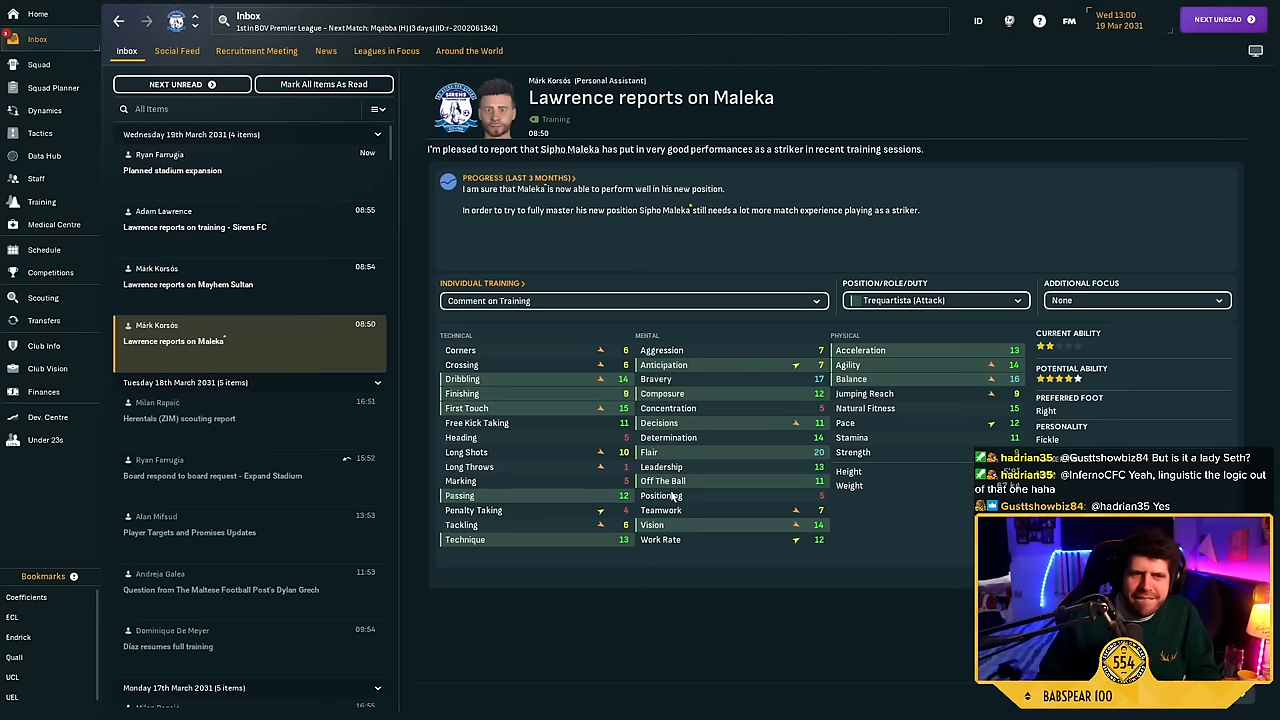 Home
Inbox
Squad
Squad Planner
Dynamics
Tactics
Data Hub
Staff
Training
Medical Centre
Schedule
Competitions
Scouting
Transfers
Club Info
Club Vision
Finances
Dev. Centre
Under 23s
Bookmarks
Coefficients
ECL
Endrick
Quali
UCL
UEL
Inbox
1st in BOV Premier League - Next Match: Mqabba (H) (3 days) (ID:r-2002061342)
ID
FM
Wed 13:00
19 Mar 2031
NEXT UNREAD
Inbox
Social Feed
Recruitment Meeting
News
Leagues in Focus
Around the World
NEXT UNREAD
Mark All Items As Read
All Items
Wednesday 19th March 2031 (4 items)
Ryan Farrugia
Now
Planned stadium expansion
Adam Lawrence
08:55
Lawrence reports on training - Sirens FC
Márk Korsós
08:54
Lawrence reports on Mayhem Sultan
Márk Korsós
08:50
Lawrence reports on Maleka
Tuesday 18th March 2031 (5 items)
Milan Rapaić
16:51
Herentals (ZIM) scouting report
Ryan Farrugia
15:52
Board respond to board request - Expand Stadium
Alan Mifsud
13:53
Player Targets and Promises Updates
Andreja Galea
11:53
Question from The Maltese Football Post's Dylan Grech
Dominique De Meyer
09:54
Díaz resumes full training
Monday 17th March 2031 (5 items)
16:55
SIRENS
Márk Korsós (Personal Assistant)
Lawrence reports on Maleka
Training
08:50
I'm pleased to report that Sipho Maleka has put in very good performances as a striker in recent training sessions.
PROGRESS (LAST 3 MONTHS)
I am sure that Maleka is now able to perform well in his new position.
In order to try to fully master his new position Sipho Maleka still needs a lot more match experience playing as a striker.
INDIVIDUAL TRAINING
Comment on Training
POSITION/ROLE/DUTY
Trequartista (Attack)
ADDITIONAL FOCUS
None
TECHNICAL
Corners 6
Crossing 6
Dribbling 14
Finishing 9
First Touch 15
Free Kick Taking 11
Heading 5
Long Shots 10
Long Throws 1
Marking 5
Passing 12
Penalty Taking 4
Tackling 6
Technique 13
MENTAL
Aggression 7
Anticipation 7
Bravery 17
Composure 12
Concentration 5
Decisions 11
Determination 14
Flair 20
Leadership 13
Off The Ball 11
Positioning 5
Teamwork 7
Vision 14
Work Rate 12
PHYSICAL
Acceleration 13
Agility 14
Balance 16
Jumping Reach 9
Natural Fitness 15
Pace 12
Stamina 11
Strength
Height
Weight
CURRENT ABILITY
POTENTIAL ABILITY
PREFERRED FOOT
Right
PERSONALITY
Fickle
hadrian35: @Gusttshowbiz84 But is it a lady Seth?
hadrian35: @InfernoCFC Yeah, linguistic the logic out
of that one haha
Gusttshowbiz84: @hadrian35 Yes
554
BABSPEAR 100